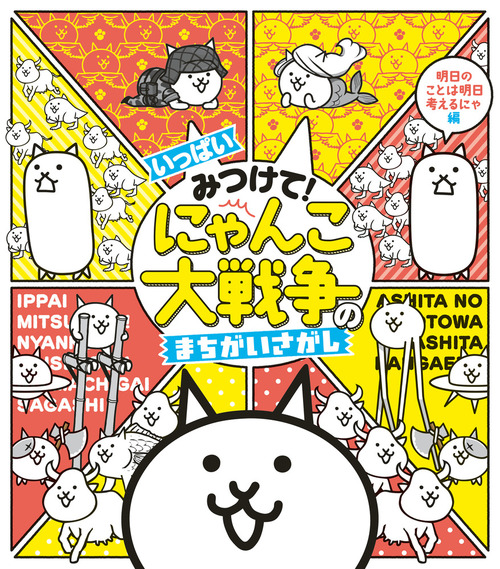 明日の
ことは明日
考えるにゃ
編
いっぱい
みつけて!
にゃんこ
大戦争の
まちがいさがし
IPPAI
MITSU
NYAN
SAGASHI
ASHITA NO